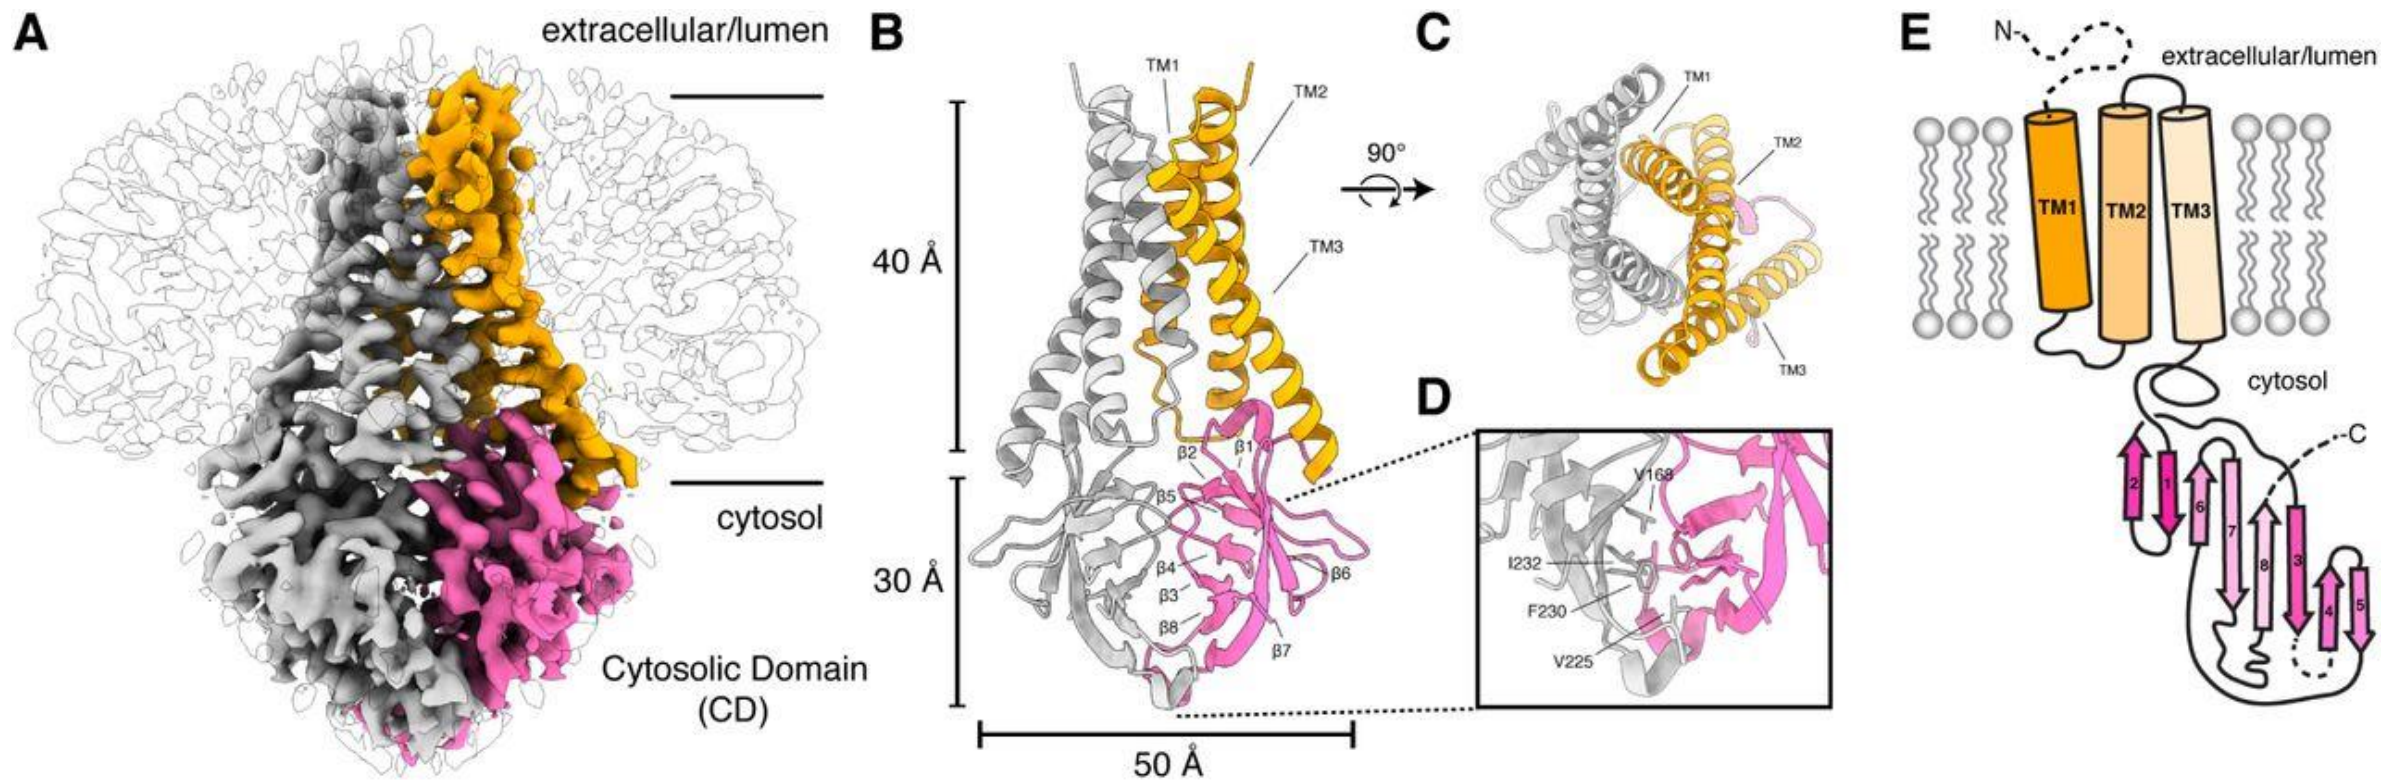 A
extracellular/lumen
cytosol
Cytosolic Domain
(CD)
B
TM1
TM2
TM3
40 Å
30 Å
β2
β1
β5
β4
β3
β8
β6
β7
50 Å
90°
C
TM1
TM2
TM3
D
V168
I232
F230
V225
E
N-
extracellular/lumen
TM1
TM2
TM3
cytosol
-C
2
1
6
7
8
3
4
5